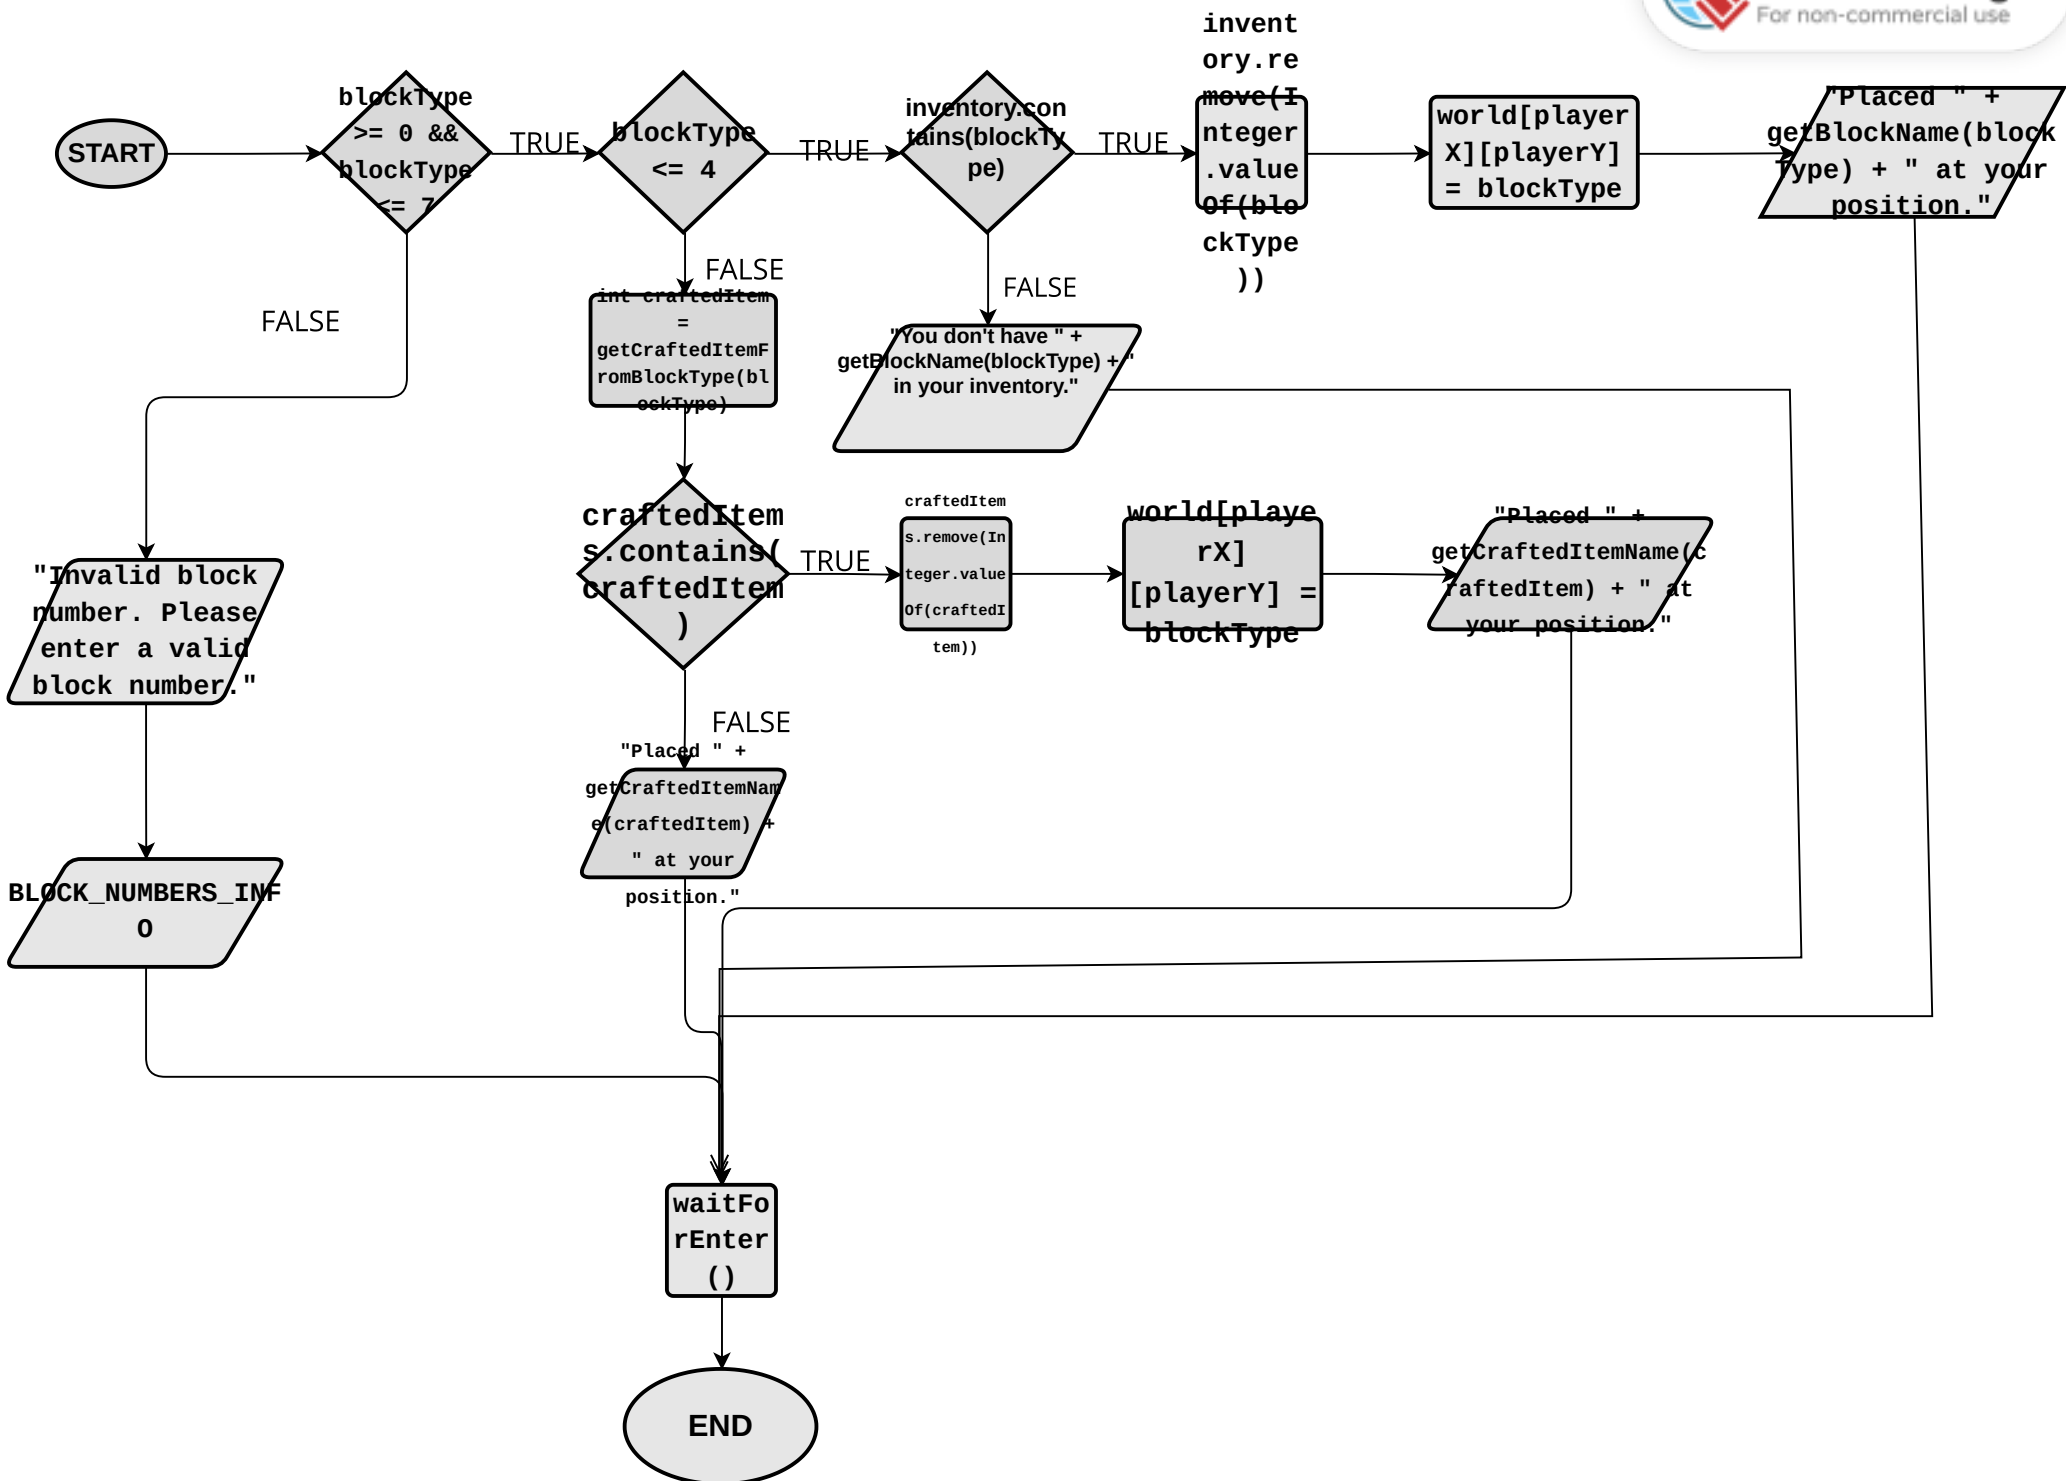 For non-commercial use
START
blockType
>= 0 &&
blockType
<= 7
TRUE
blockType
<= 4
TRUE
inventory.con
tains(blockTy
pe)
TRUE
invent
ory.re
move(I
nteger
.value
Of(blo
ckType
))
world[player
X][playerY]
= blockType
"Placed " +
getBlockName(block
Type) + " at your
position."
FALSE
FALSE
FALSE
int craftedItem
=
getCraftedItemF
romBlockType(bl
ockType)
"You don't have " +
getBlockName(blockType) + "
in your inventory."
craftedItem
s.contains(
craftedItem
)
TRUE
craftedItem
s.remove(In
teger.value
Of(craftedI
tem))
world[playe
rX]
[playerY] =
blockType
"Placed " +
getCraftedItemName(c
raftedItem) + " at
your position."
"Invalid block
number. Please
enter a valid
block number."
FALSE
"Placed " +
getCraftedItemNam
e(craftedItem) +
" at your
position."
BLOCK_NUMBERS_INF
O
waitFo
rEnter
()
END